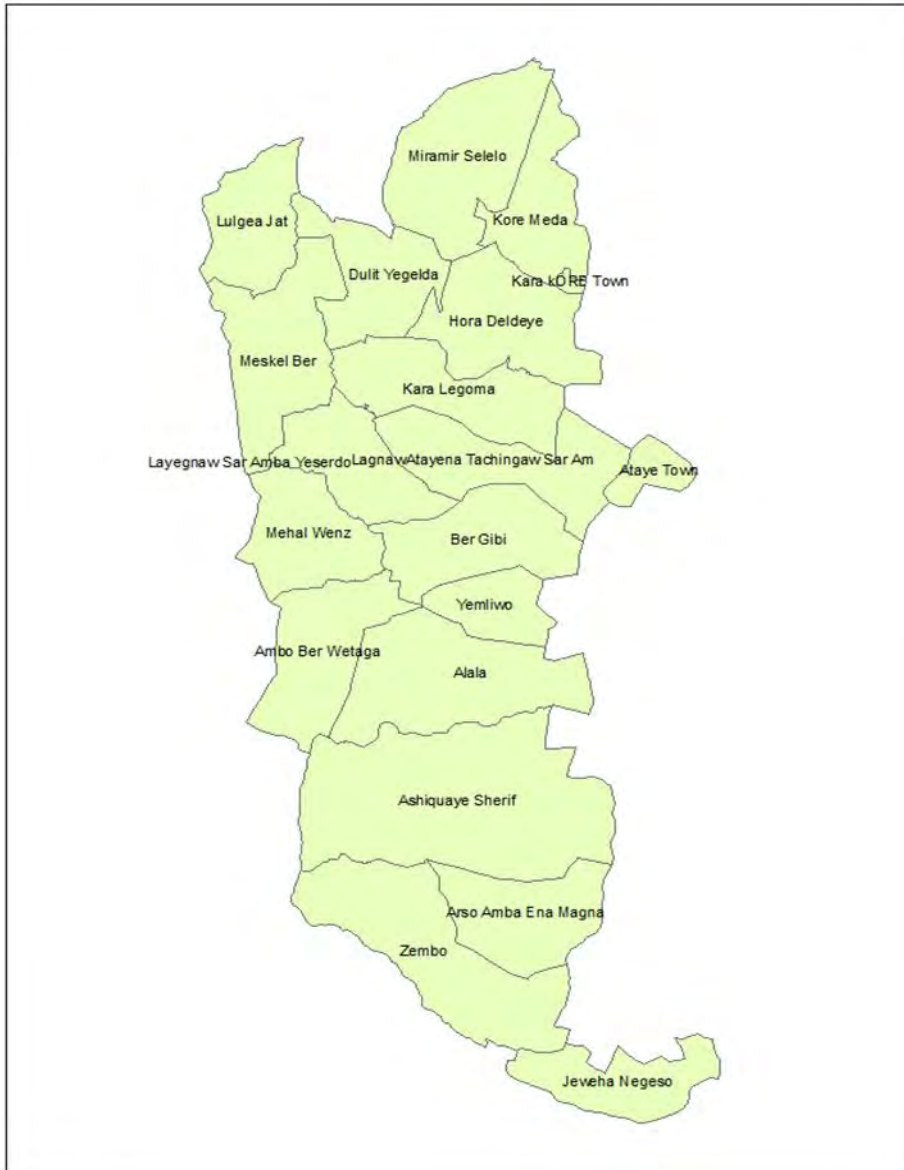 Miramir Selelo
Lulgea Jat
Kore Meda
Dulit Yegelda
Kara kORE Town
Hora Deldeye
Meskel Ber
Kara Legoma
Layegnaw Sar Amba Yeserdo
Lagnaw Atayena Tachingaw Sar Am
Ataye Town
Mehal Wenz
Ber Gibi
Yemliwo
Ambo Ber Wetaga
Alala
Ashiquaye Sherif
Arso Amba Ena Magna
Zembo
Jeweha Negeso